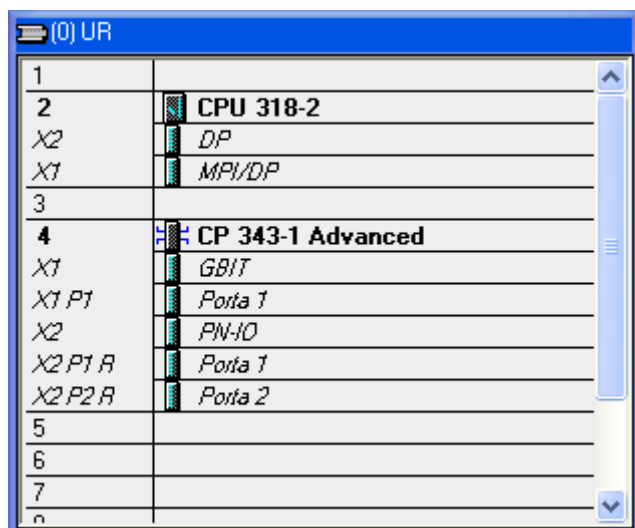 (0) UR
1
2 CPU 318-2
X2 DP
X1 MPI/DP
3
4 CP 343-1 Advanced
X1 GBIT
X1 P1 Porta 1
X2 PN-IO
X2 P1 R Porta 1
X2 P2 R Porta 2
5
6
7